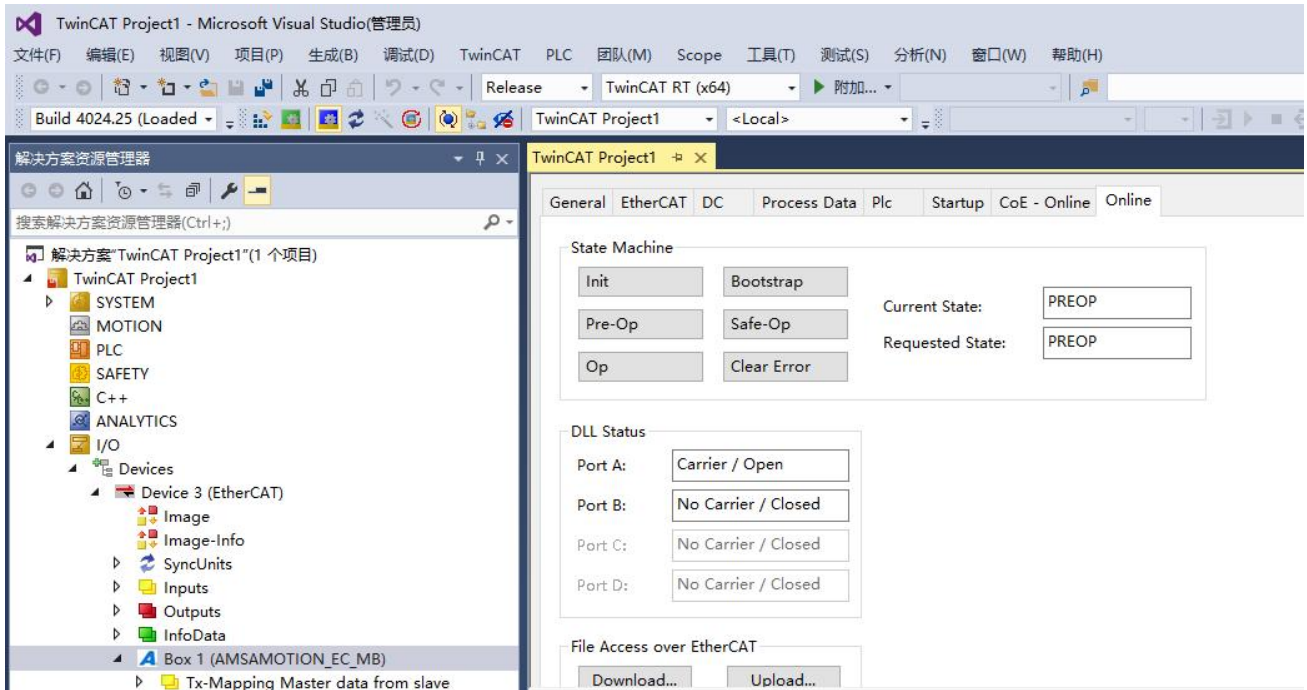 TwinCAT Project1 - Microsoft Visual Studio(管理员)
文件(F) 编辑(E) 视图(V) 项目(P) 生成(B) 调试(D) TwinCAT PLC 团队(M) Scope 工具(T) 测试(S) 分析(N) 窗口(W) 帮助(H)
Release TwinCAT RT (x64) 附加...
Build 4024.25 (Loaded TwinCAT Project1 <Local>
解决方案资源管理器
搜索解决方案资源管理器(Ctrl+;)
解决方案"TwinCAT Project1"(1 个项目)
TwinCAT Project1
SYSTEM
MOTION
PLC
SAFETY
C++
ANALYTICS
I/O
Devices
Device 3 (EtherCAT)
Image
Image-Info
SyncUnits
Inputs
Outputs
InfoData
Box 1 (AMSAMOTION_EC_MB)
Tx-Mapping Master data from slave
TwinCAT Project1
General EtherCAT DC Process Data Plc Startup CoE - Online Online
State Machine
Init Bootstrap
Pre-Op Safe-Op
Op Clear Error
Current State: PREOP
Requested State: PREOP
DLL Status
Port A: Carrier / Open
Port B: No Carrier / Closed
Port C: No Carrier / Closed
Port D: No Carrier / Closed
File Access over EtherCAT
Download... Upload...